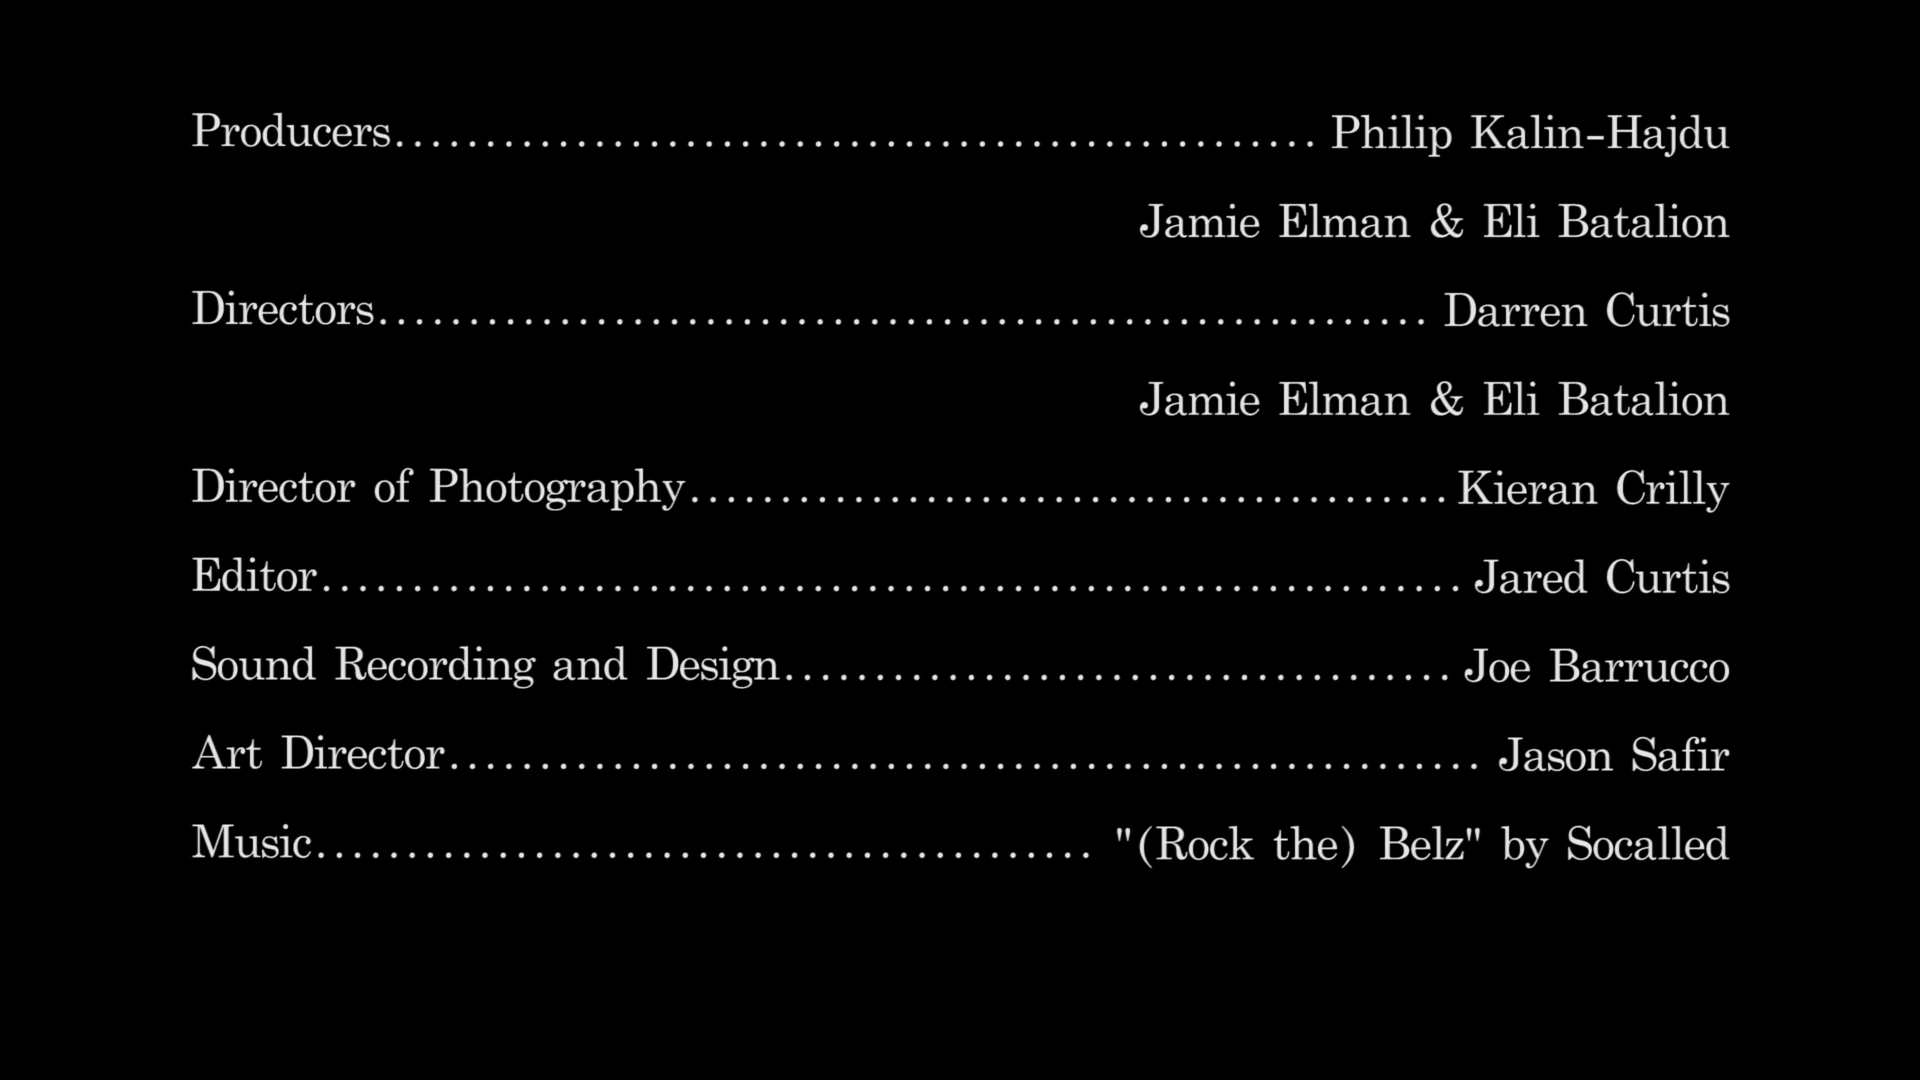 Producers.................................................... Philip Kalin-Hajdu
Jamie Elman & Eli Batalion
Directors........................................................... Darren Curtis
Jamie Elman & Eli Batalion
Director of Photography.......................................... Kieran Crilly
Editor................................................................ Jared Curtis
Sound Recording and Design..................................... Joe Barrucco
Art Director.......................................................... Jason Safir
Music........................................... "(Rock the) Belz" by Socalled